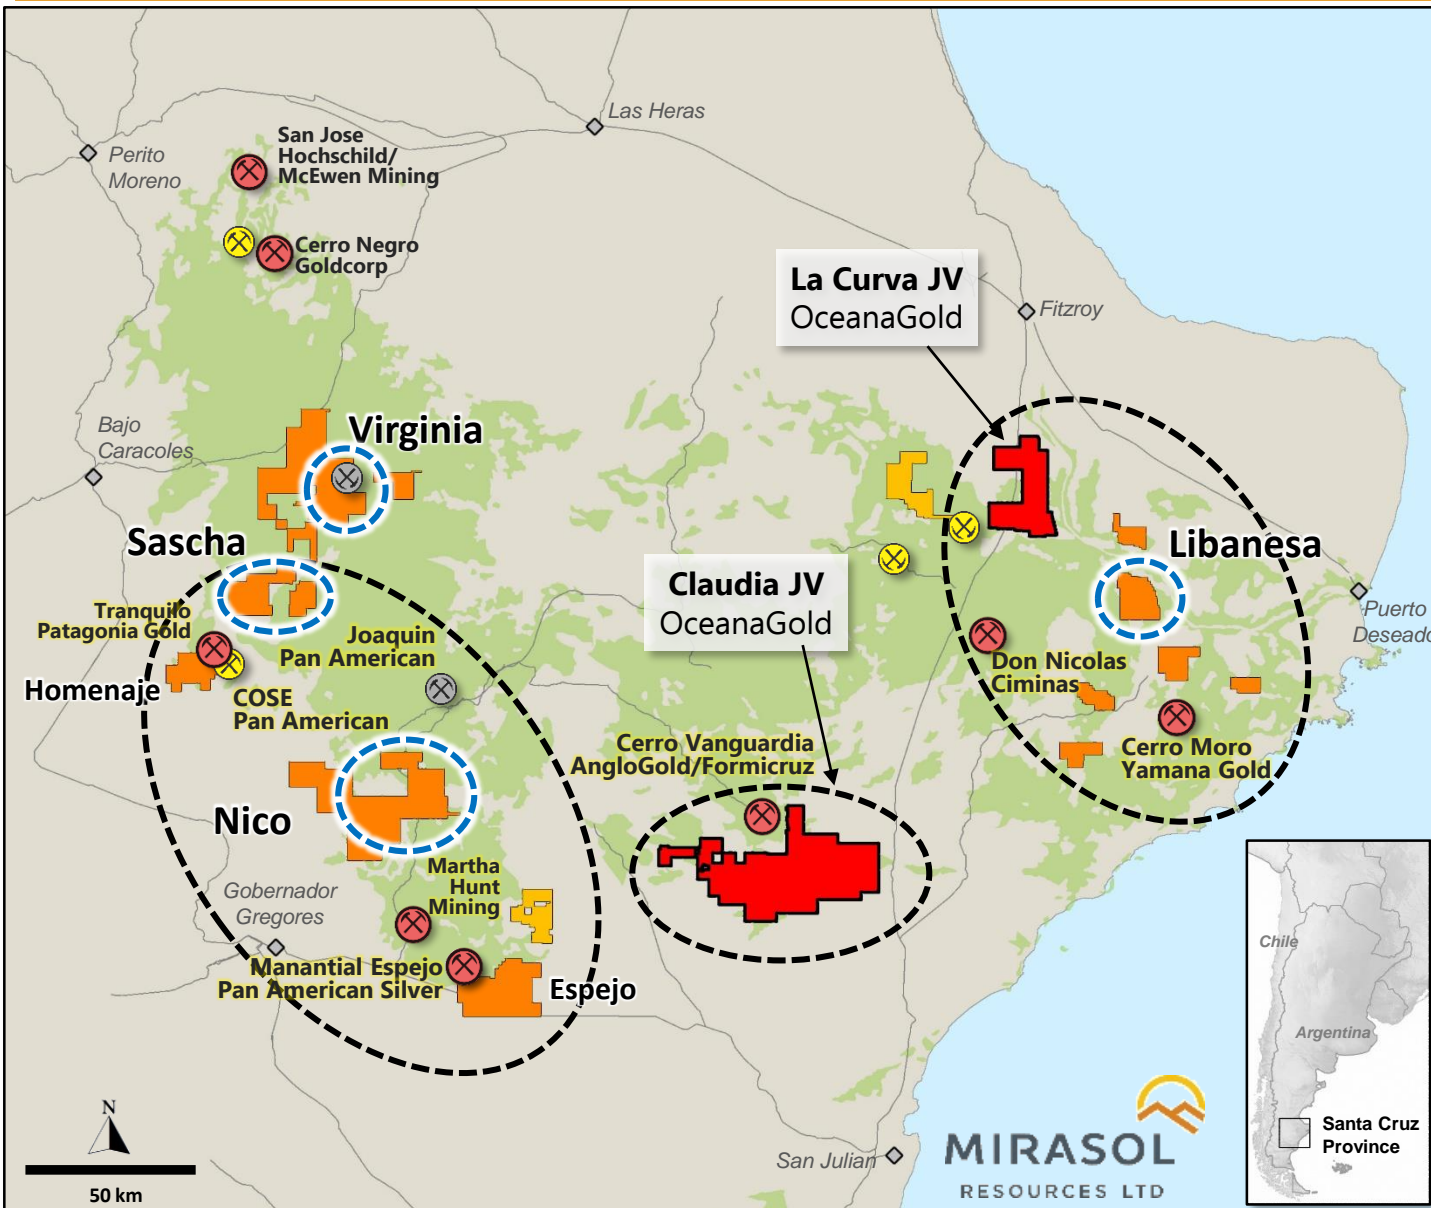 Las Heras
San Jose
Hochschild/
McEwen Mining
Perito
Moreno
Cerro Negro
Goldcorp
La Curva JV
OceanaGold
Fitzroy
Bajo
Caracoles
Virginia
Sascha
Libanesa
Claudia JV
OceanaGold
Tranquilo
Patagonia Gold
Joaquin
Pan American
Puerto
Deseado
Homenaje
COSE
Pan American
Don Nicolas
Ciminas
Cerro Vanguardia
AngloGold/Formicruz
Cerro Moro
Yamana Gold
Nico
Martha
Hunt
Mining
Gobernador
Gregores
Manantial Espejo
Pan American Silver
Espejo
Chile
Argentina
Santa Cruz
Province
N
50 km
San Julian
MIRASOL
RESOURCES LTD